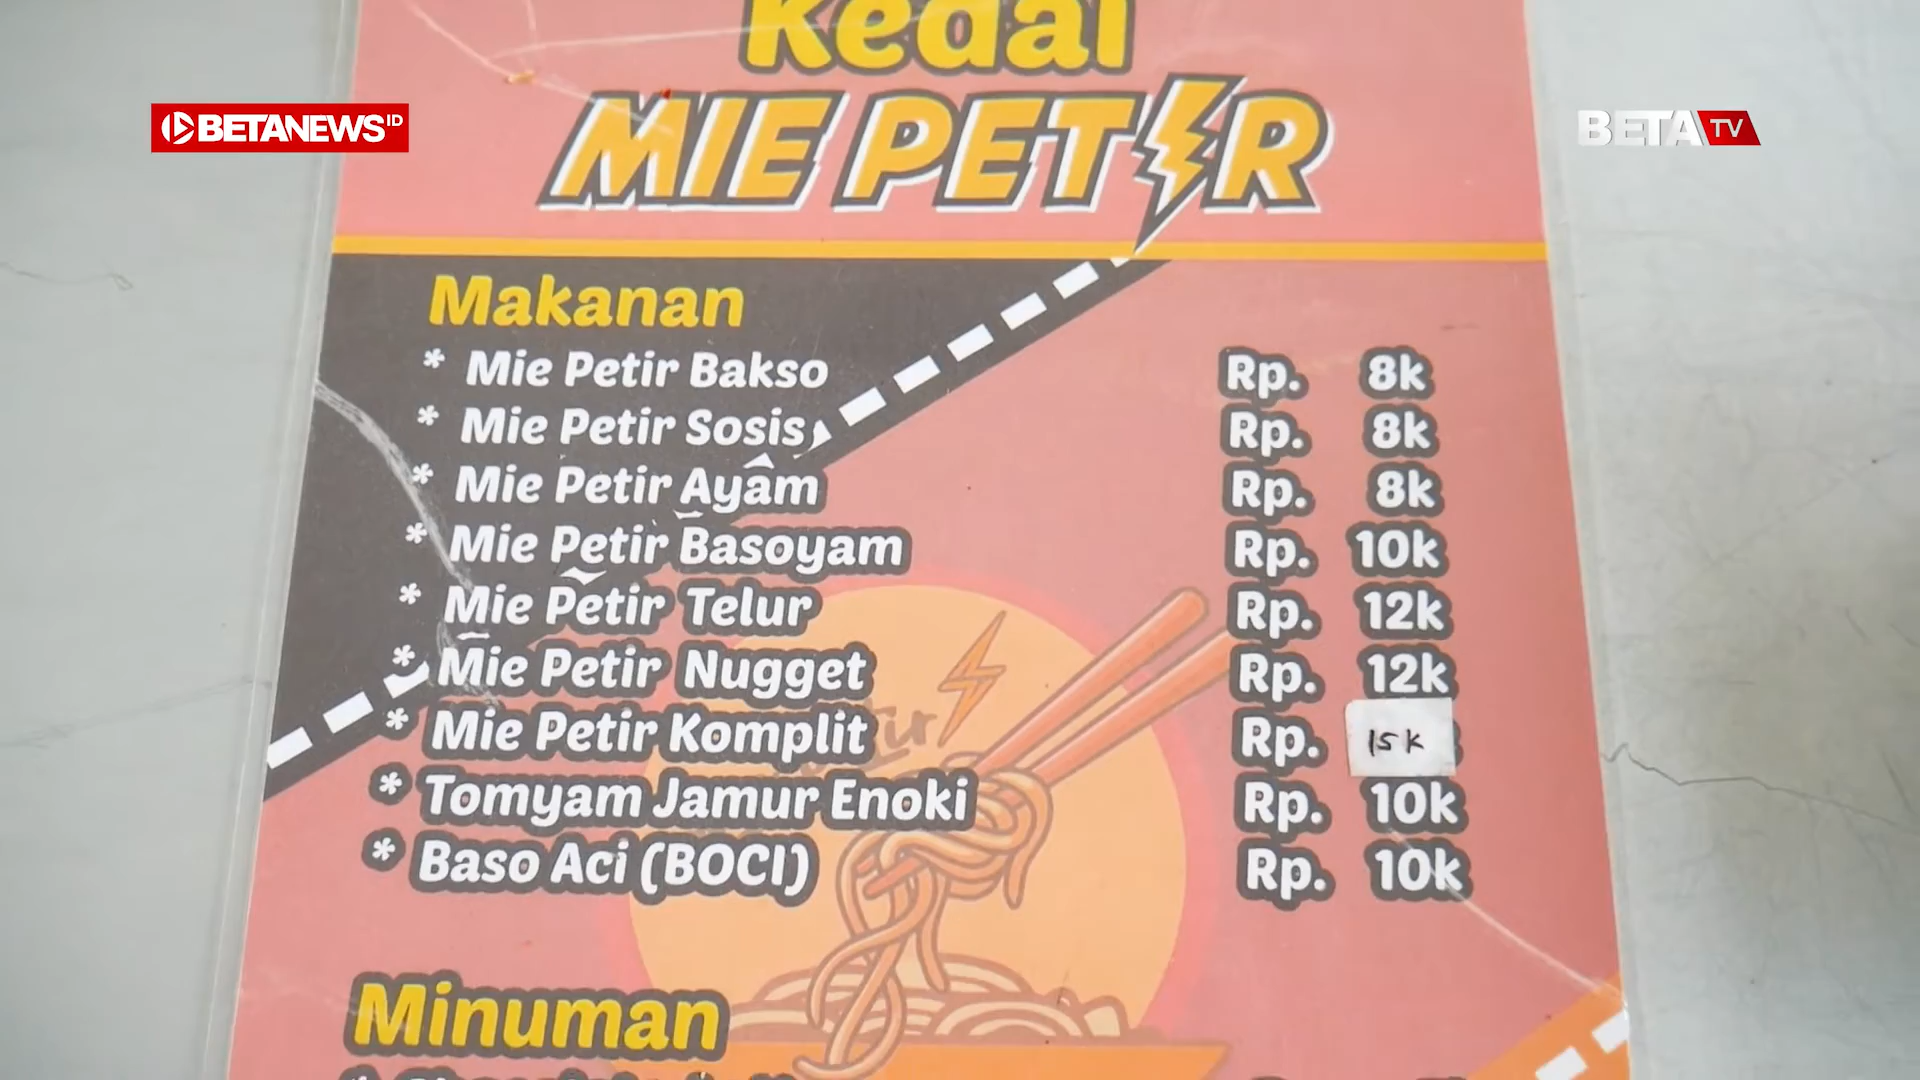 Kedai
BETANEWS ID
BETA TV
MIE PETIR
Makanan
* Mie Petir Bakso Rp. 8k
* Mie Petir Sosis Rp. 8k
* Mie Petir Ayam Rp. 8k
* Mie Petir Basoyam Rp. 10k
* Mie Petir Telur Rp. 12k
* Mie Petir Nugget Rp. 12k
* Mie Petir Komplit Rp. 15k
* Tomyam Jamur Enoki Rp. 10k
* Baso Aci (BOCI) Rp. 10k
Minuman